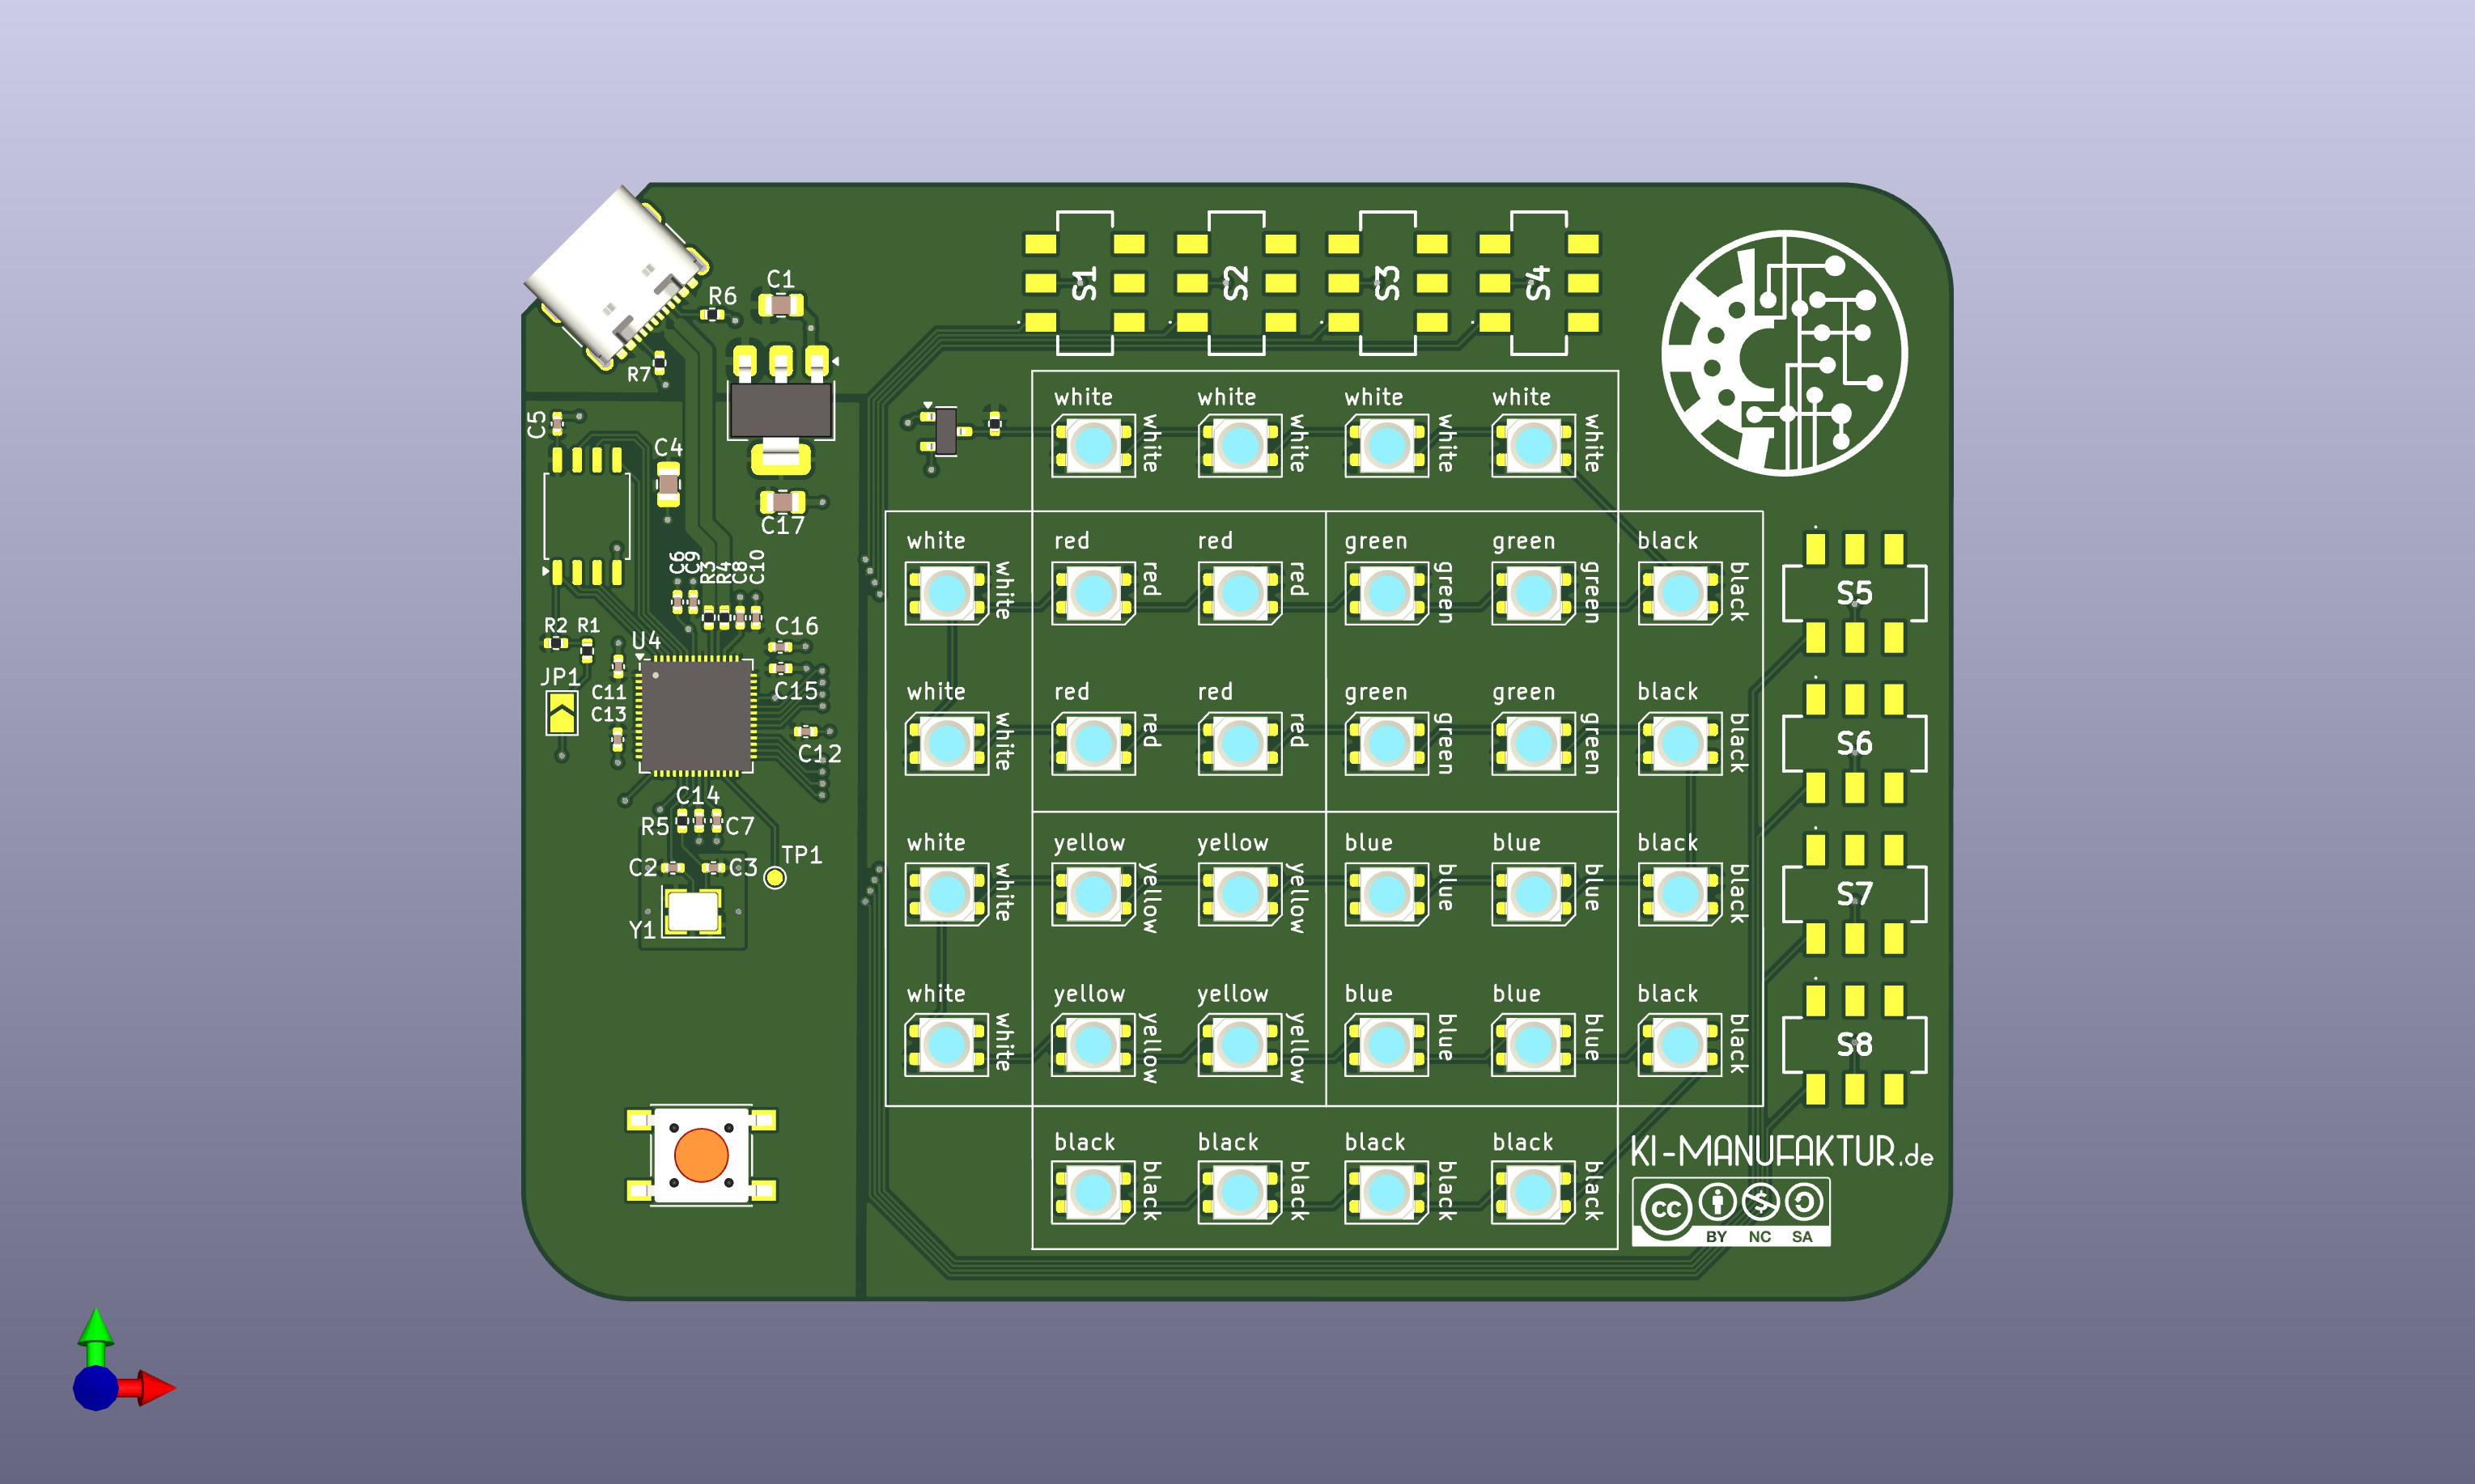 S1
S2
S3
S4
C1
R6
R7
C5
C4
C17
C6
C9
R3
R4
C8
C10
R2
R1
U4
C16
JP1
C11
C13
C15
C12
C14
R5
C7
C2
C3
TP1
Y1
white white white white
white white white white
white red red green green black
white red red green green black
white red red green green black
white red red green green black
white yellow yellow blue blue black
white yellow yellow blue blue black
white yellow yellow blue blue black
white yellow yellow blue blue black
black black black black
black black black black
S5
S6
S7
S8
KI-MANUFAKTUR.de
cc
BY NC SA